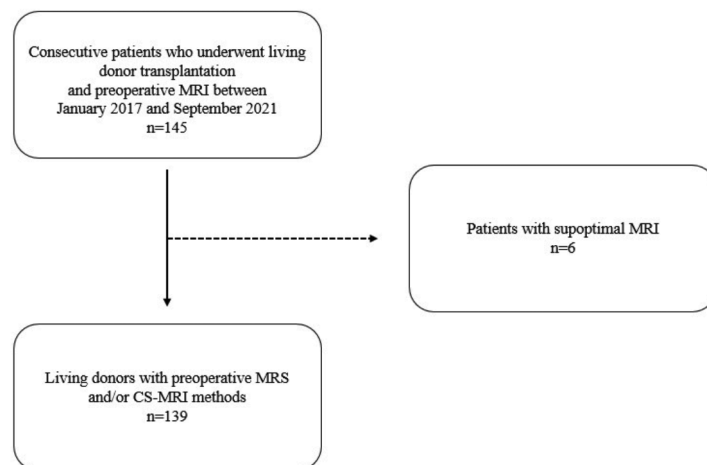 Consecutive patients who underwent living
donor transplantation
and preoperative MRI between
January 2017 and September 2021
n=145
Patients with supoptimal MRI
n=6
Living donors with preoperative MRS
and/or CS-MRI methods
n=139